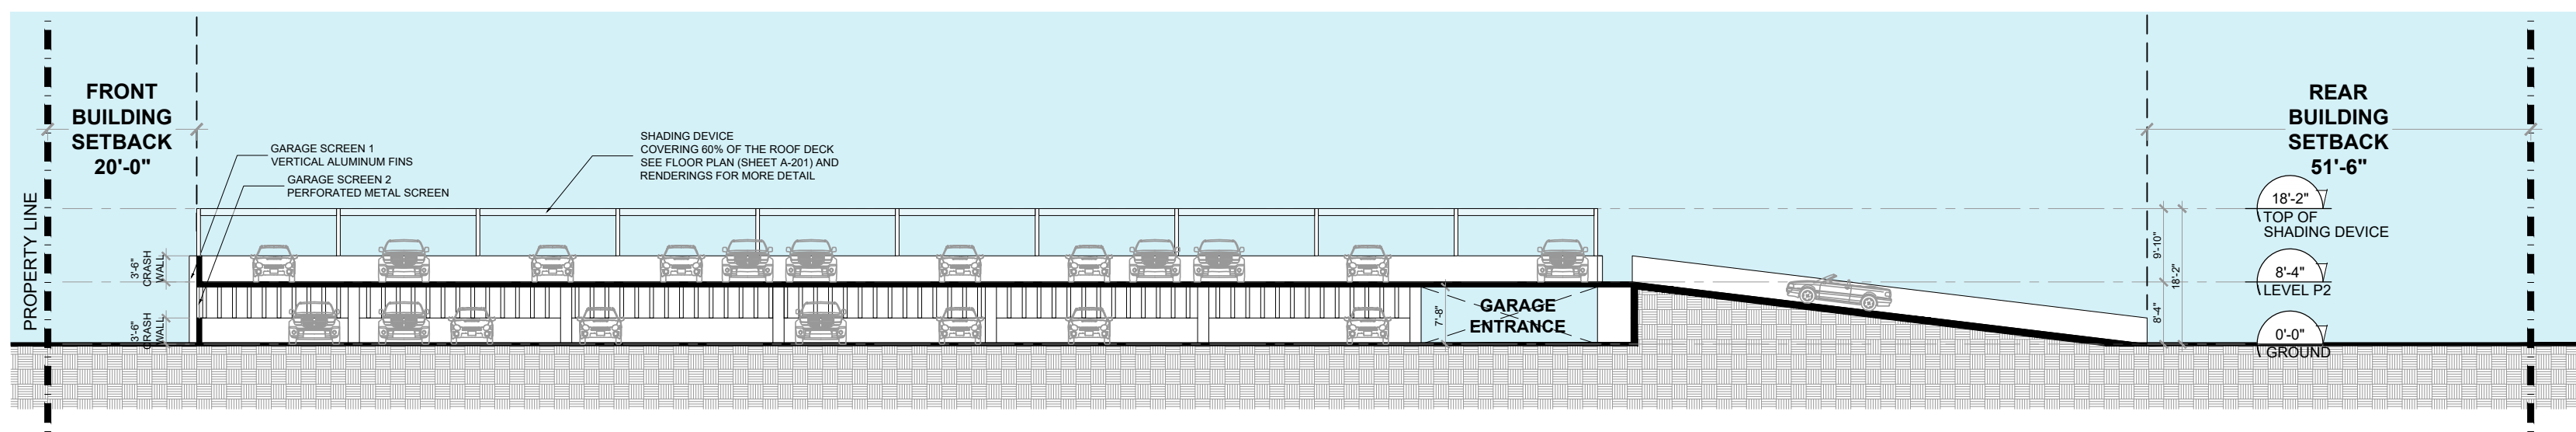 FRONT
BUILDING
SETBACK
20'-0"
PROPERTY LINE
GARAGE SCREEN 1
VERTICAL ALUMINUM FINS
GARAGE SCREEN 2
PERFORATED METAL SCREEN
SHADING DEVICE
COVERING 60% OF THE ROOF DECK
SEE FLOOR PLAN (SHEET A-201) AND
RENDERINGS FOR MORE DETAIL
3'-6"
CRASH
WALL
3'-6"
CRASH
WALL
7'-8"
GARAGE
ENTRANCE
REAR
BUILDING
SETBACK
51'-6"
9'-10"
18'-2"
8'-4"
18'-2"
TOP OF
SHADING DEVICE
8'-4"
LEVEL P2
0'-0"
GROUND